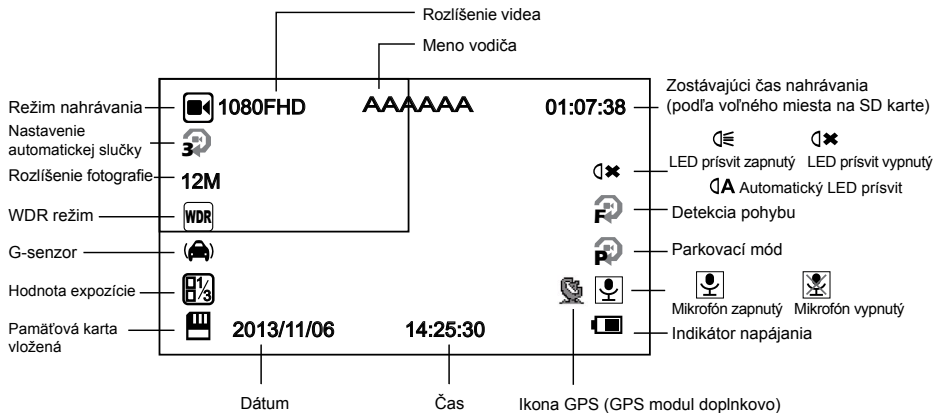 Rozlíšenie videa
Meno vodiča
Režim nahrávania
1080FHD
AAAAAA
01:07:38
Zostávajúci čas nahrávania
(podľa voľného miesta na SD karte)
Nastavenie
automatickej slučky
3
LED prísvit zapnutý
LED prísvit vypnutý
Rozlíšenie fotografie
12M
A Automatický LED prísvit
WDR režim
WDR
F
Detekcia pohybu
G-senzor
P
Parkovací mód
Hodnota expozície
1/3
Mikrofón zapnutý
Mikrofón vypnutý
Pamäťová karta
vložená
2013/11/06
14:25:30
Indikátor napájania
Dátum
Čas
Ikona GPS (GPS modul doplnkovo)